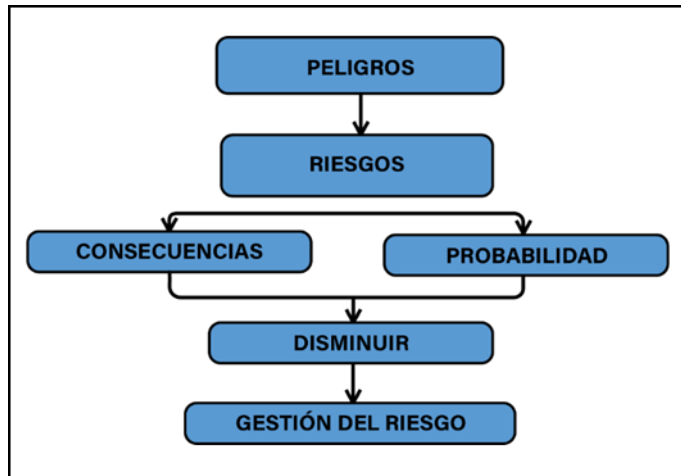 PELIGROS
RIESGOS
CONSECUENCIAS
PROBABILIDAD
DISMINUIR
GESTIÓN DEL RIESGO